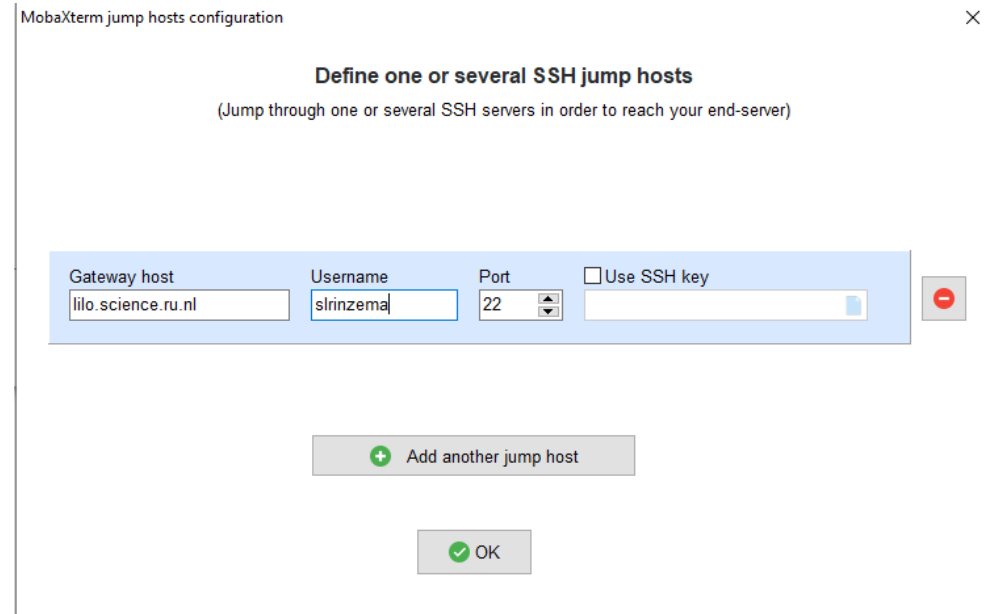 MobaXterm jump hosts configuration
Define one or several SSH jump hosts
(Jump through one or several SSH servers in order to reach your end-server)
Gateway host Username Port Use SSH key
lilo.science.ru.nl slrinzema 22
Add another jump host
OK